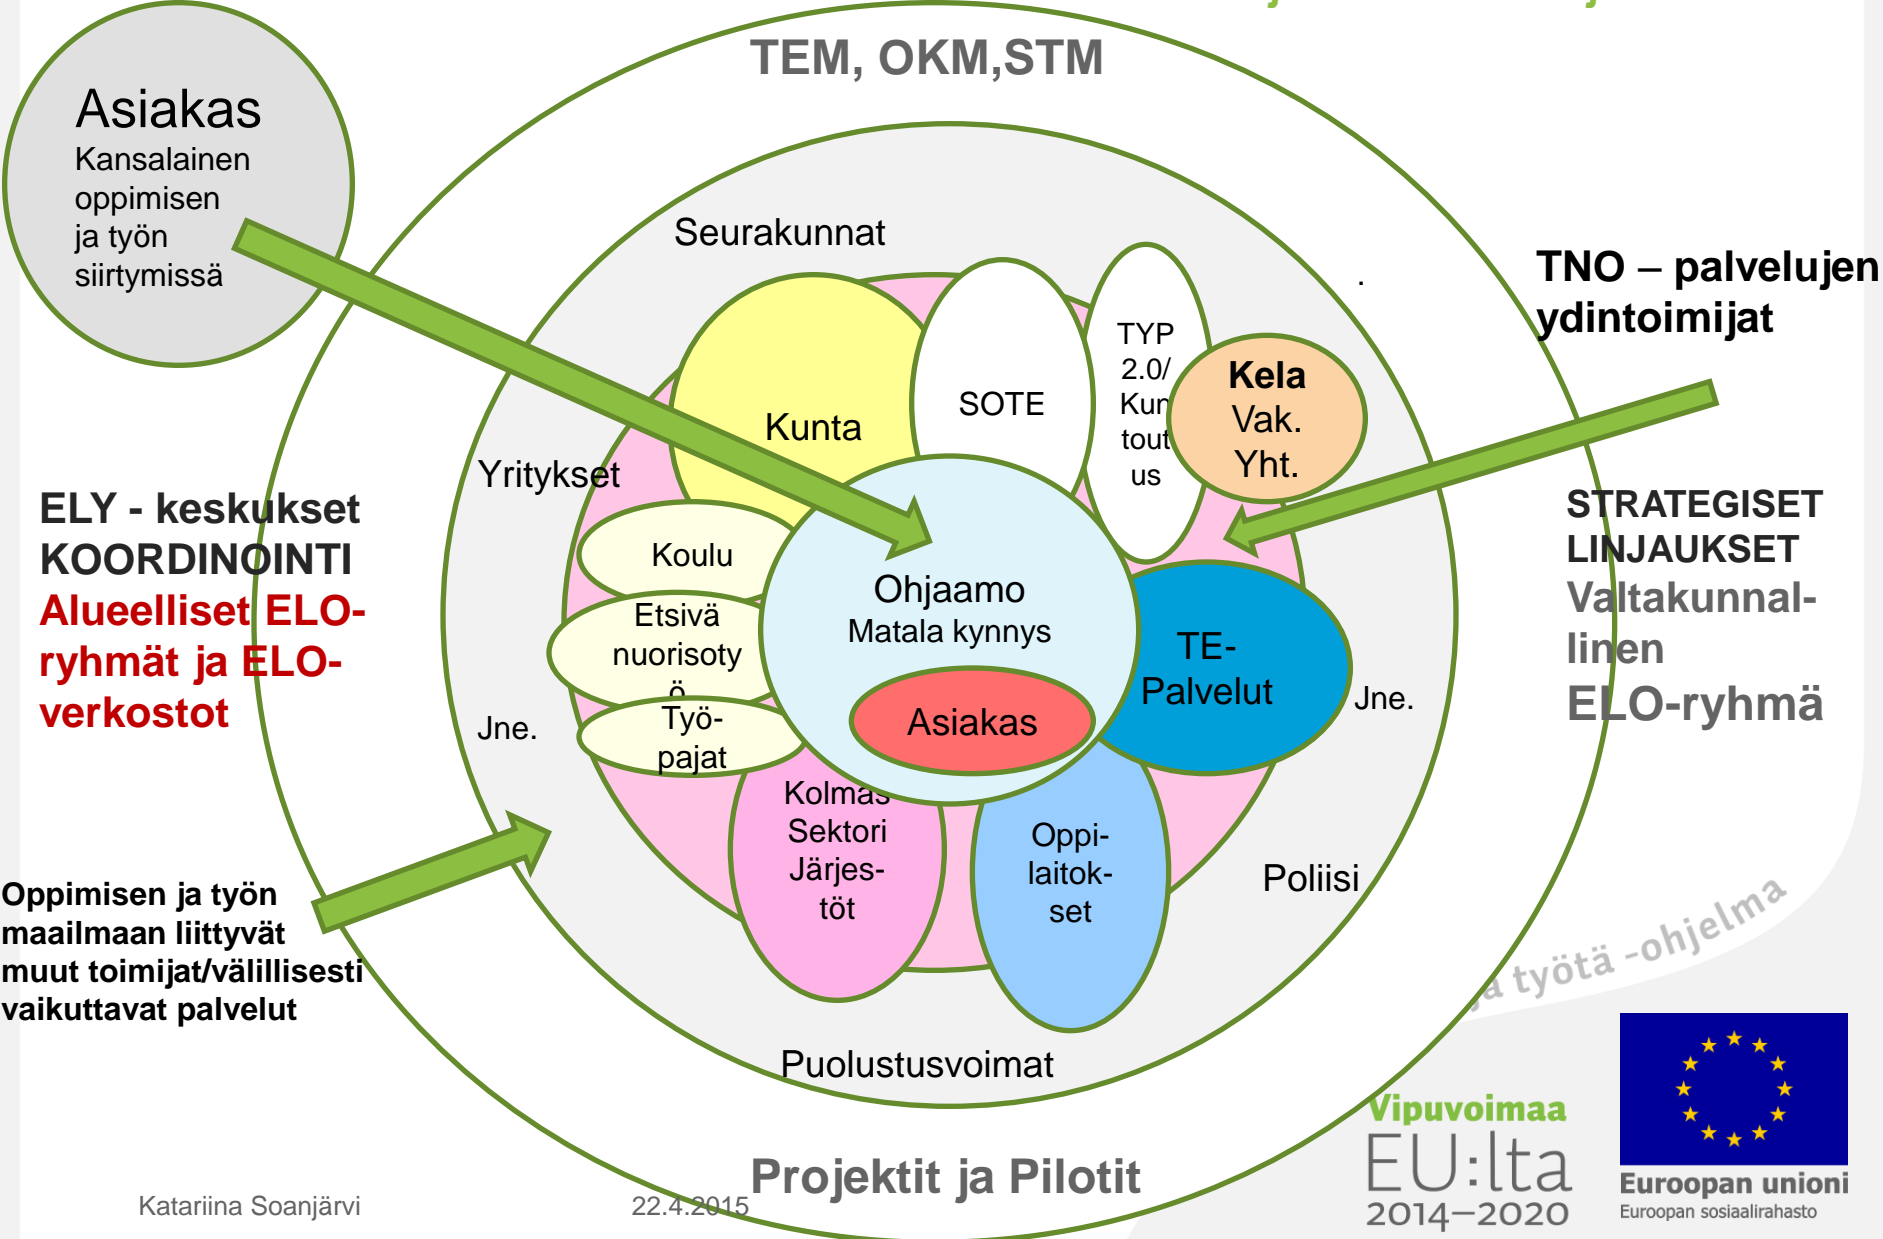 TEM, OKM,STM
Asiakas
Kansalainen
oppimisen
ja työn
siirtymissä
Seurakunnat
.
TNO – palvelujen
ydintoimijat
TYP
2.0/
Kun
tout
us
Kela
Vak.
Yht.
SOTE
Kunta
Yritykset
ELY - keskukset
KOORDINOINTI
Alueelliset ELO-
ryhmät ja ELO-
verkostot
STRATEGISET
LINJAUKSET
Valtakunnal-
linen
ELO-ryhmä
Koulu
Etsivä
nuorisoty
ö
Työ-
pajat
Ohjaamo
Matala kynnys
Asiakas
TE-
Palvelut
Jne.
Jne.
Kolmas
Sektori
Järjes-
töt
Oppi-
laitok-
set
Poliisi
Oppimisen ja työn
maailmaan liittyvät
muut toimijat/välillisesti
vaikuttavat palvelut
Puolustusvoimat
ja työtä -ohjelma
Projektit ja Pilotit
Katariina Soanjärvi
22.4.2015
Vipuvoimaa
EU:lta
2014–2020
Euroopan unioni
Euroopan sosiaalirahasto